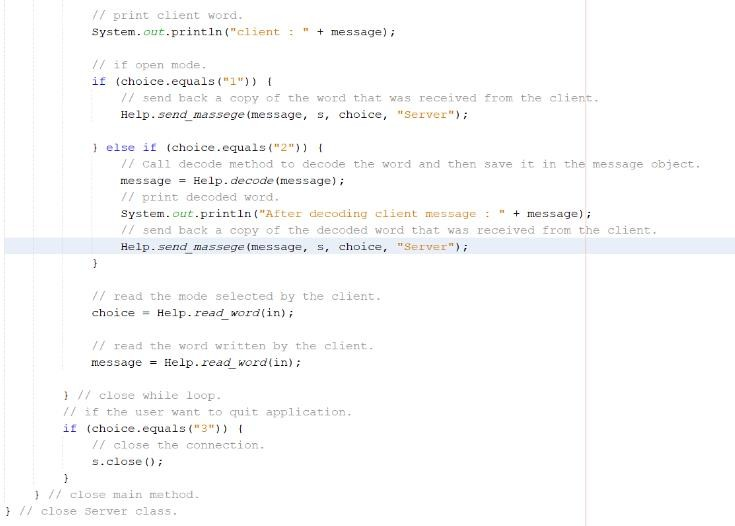 // print client word.
System.out.println("client : " + message);
// if open mode.
if (choice.equals("1")) {
// send back a copy of the word that was received from the client.
Help.send_massege(message, s, choice, "Server");
} else if (choice.equals("2")) {
// Call decode method to decode the word and then save it in the message object.
message = Help.decode(message);
// print decoded word.
System.out.println("After decoding client message : " + message);
// send back a copy of the decoded word that was received from the client.
Help.send_massege(message, s, choice, "Server");
}
// read the mode selected by the client.
choice = Help.read_word(in);
// read the word written by the client.
message = Help.read_word(in);
} // close while loop.
// if the user want to quit application.
if (choice.equals("3")) {
// close the connection.
s.close();
}
} // close main method.
} // close Server class.